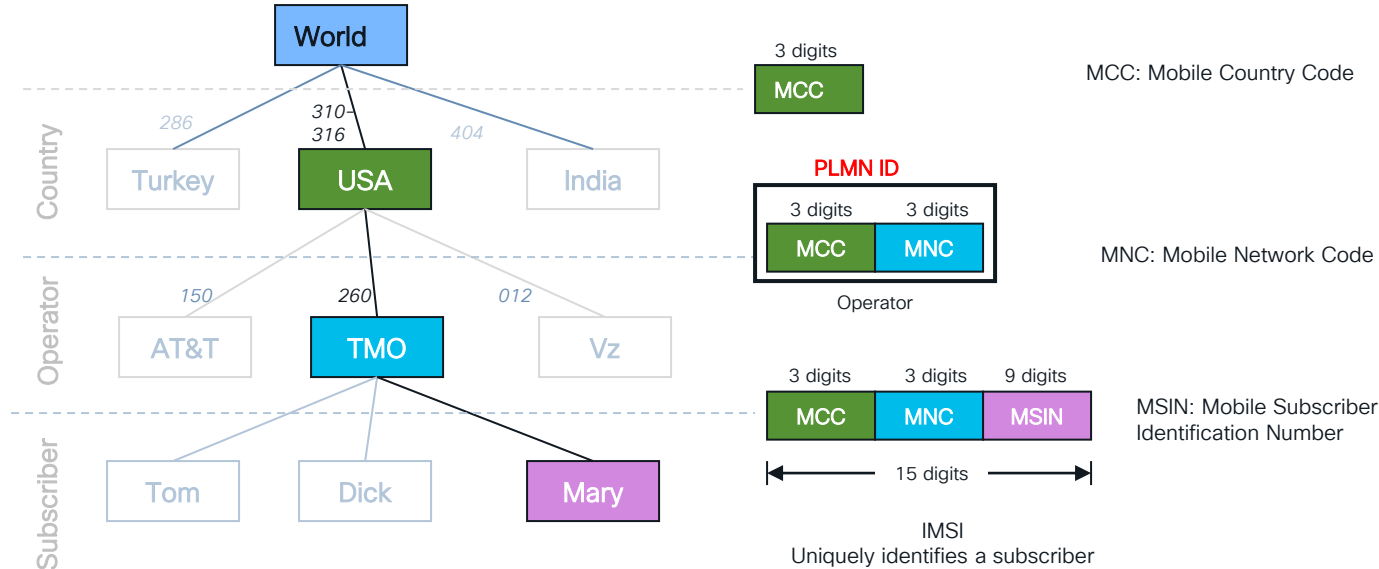 World
3 digits
MCC
MCC: Mobile Country Code
286
310-
316
404
Country
Turkey
USA
India
PLMN ID
3 digits
3 digits
MCC
MNC
MNC: Mobile Network Code
Operator
Operator
150
260
012
AT&T
TMO
Vz
3 digits
3 digits
9 digits
MCC
MNC
MSIN
MSIN: Mobile Subscriber
Identification Number
15 digits
Subscriber
Tom
Dick
Mary
IMSI
Uniquely identifies a subscriber